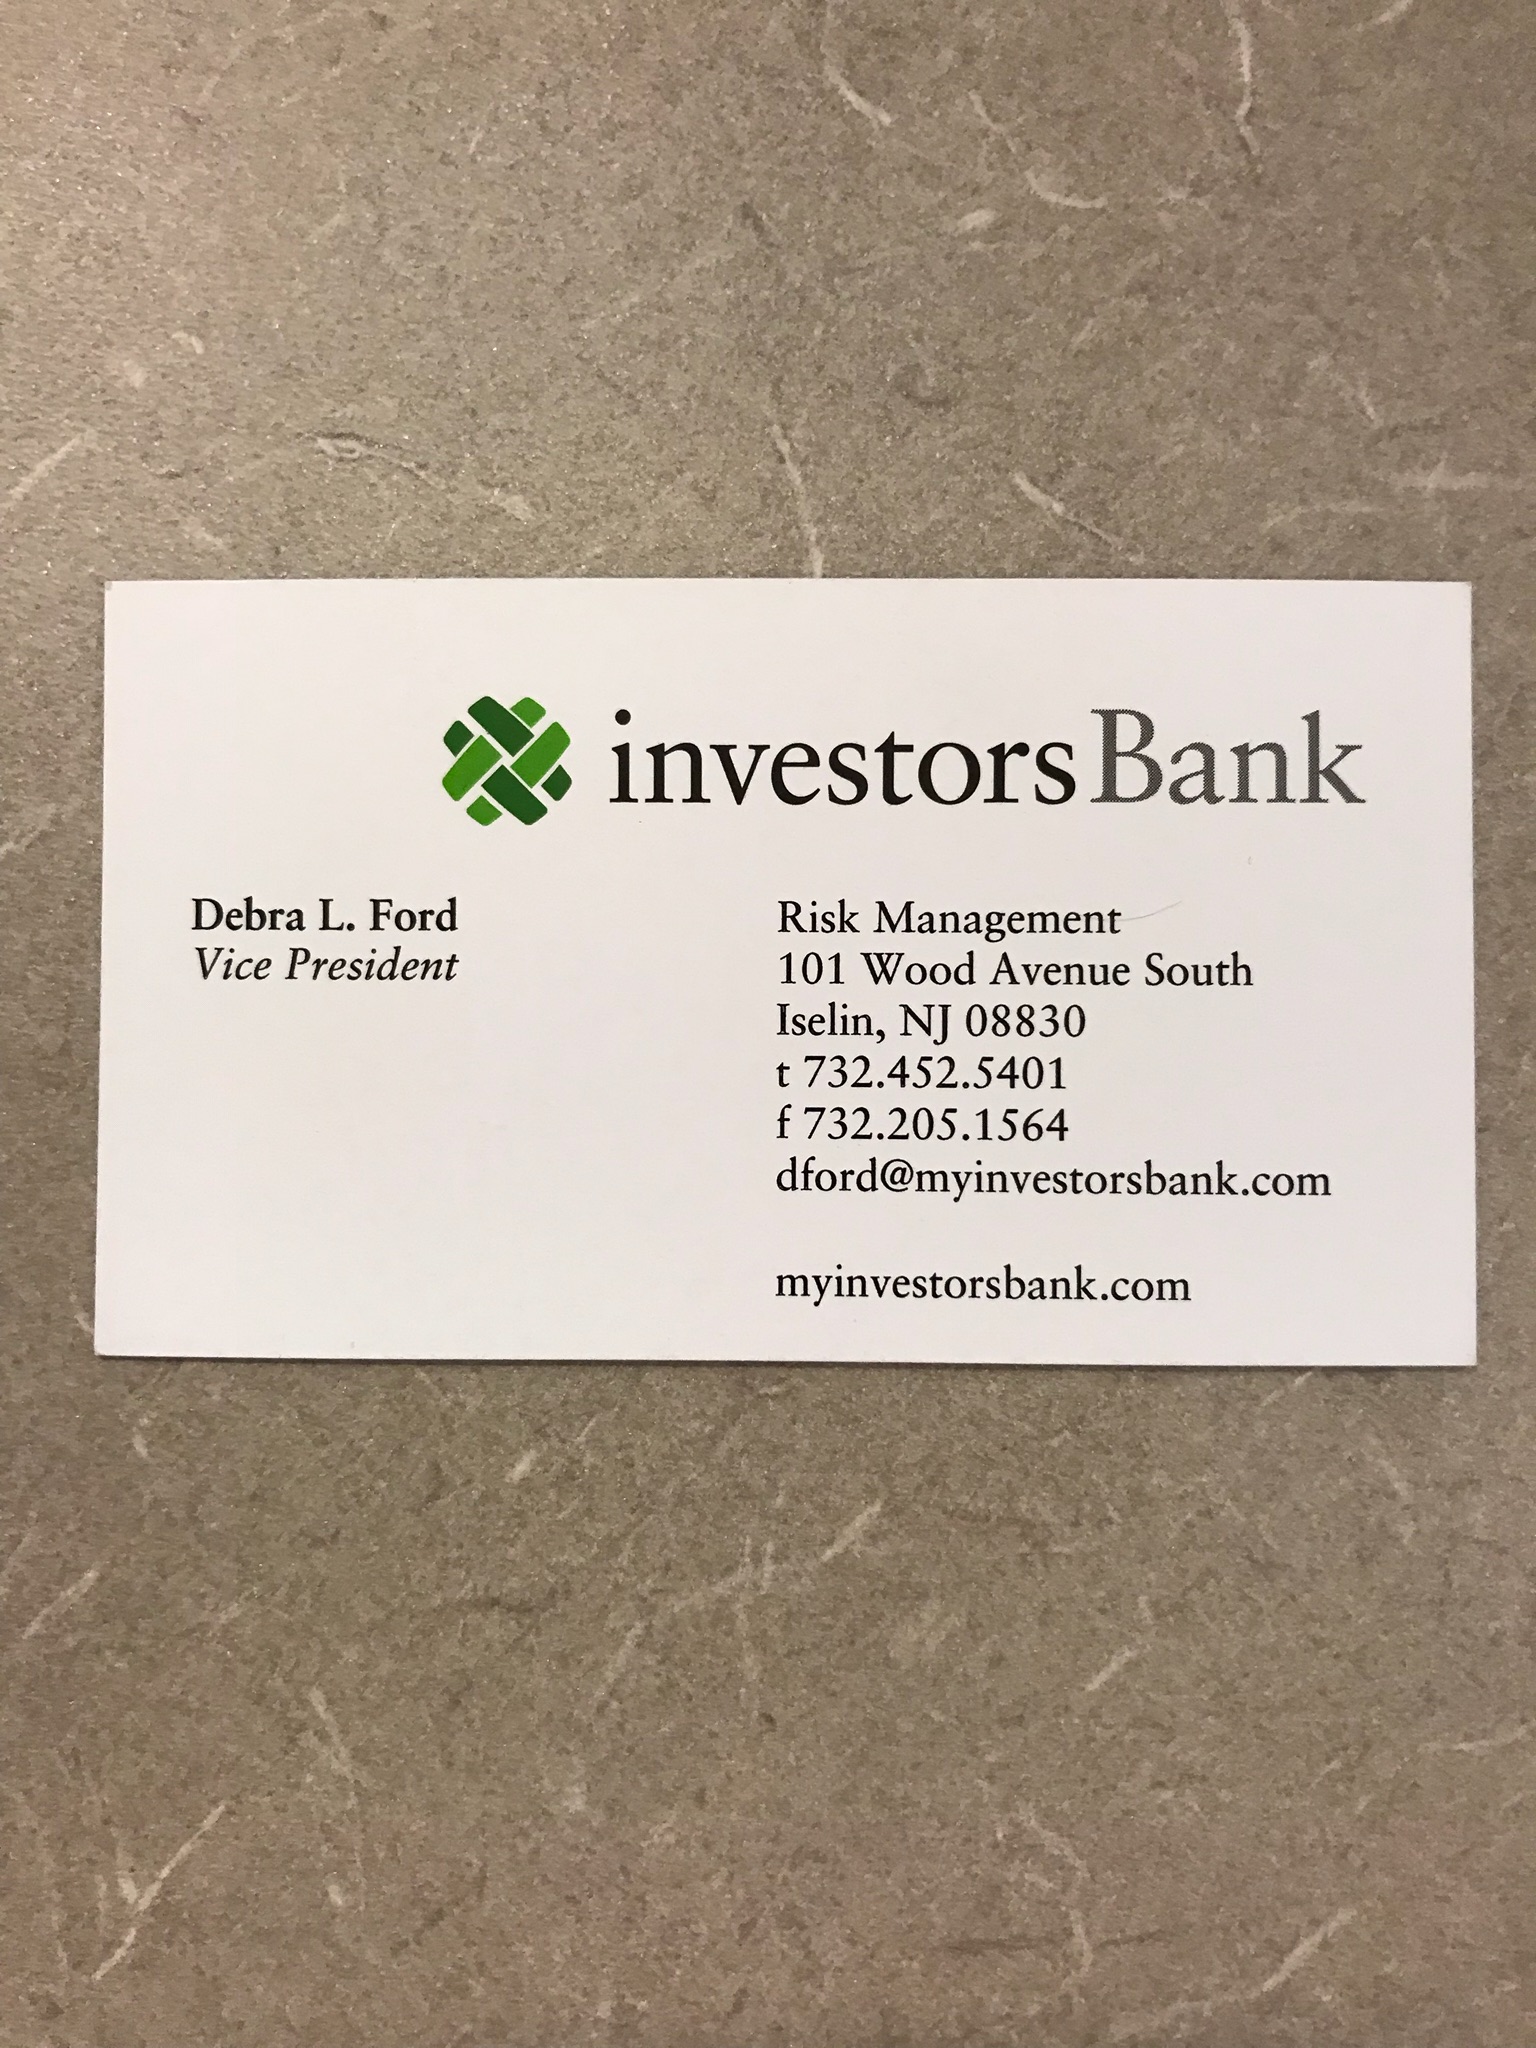 investorsBank
Debra L. Ford
Vice President
Risk Management
101 Wood Avenue South
Iselin, NJ 08830
t 732.452.5401
f 732.205.1564
dford@myinvestorsbank.com
myinvestorsbank.com